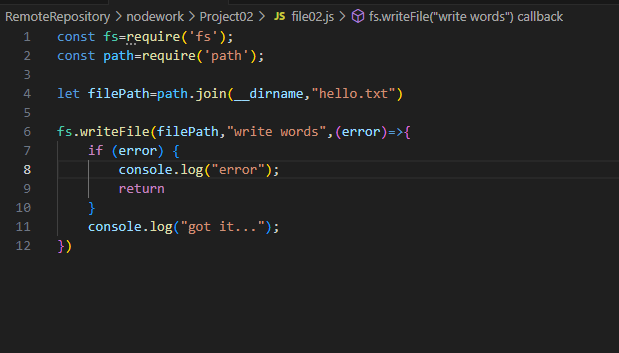 RemoteRepository > nodework > Project02 > JS file02.js > fs.writeFile("write words") callback
1 const fs=require('fs');
2 const path=require('path');
3
4 let filePath=path.join(__dirname,"hello.txt")
5
6 fs.writeFile(filePath,"write words",(error)=>{
7     if (error) {
8         console.log("error");
9         return
10     }
11     console.log("got it...");
12 })